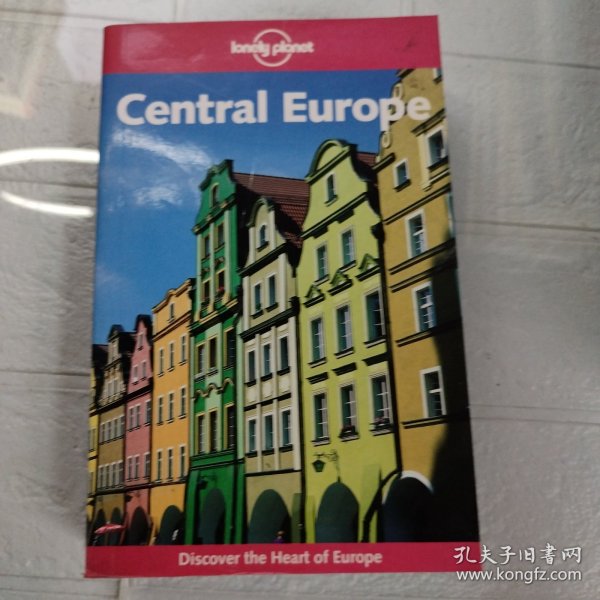 lonely planet
Central Europe
Discover the Heart of Europe
孔夫子旧书网
www.kongfz.com